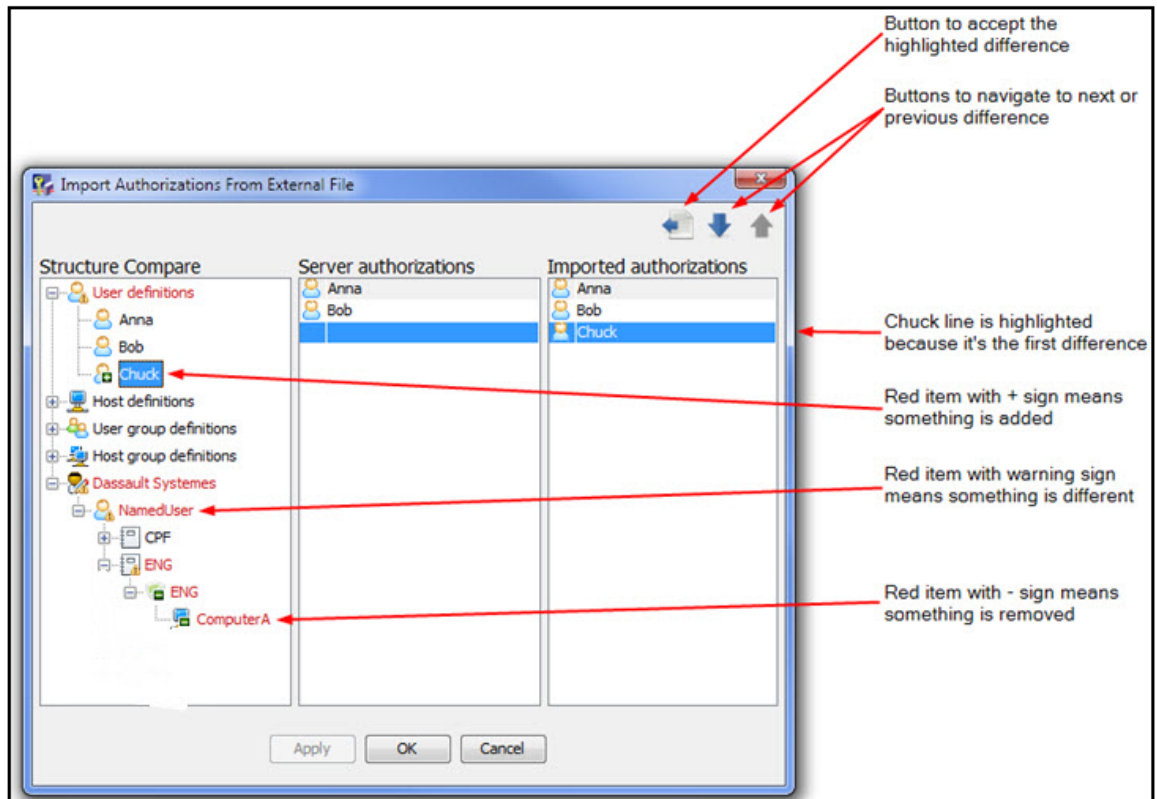 Button to accept the
highlighted difference
Buttons to navigate to next or
previous difference
Import Authorizations From External File
Structure Compare
User definitions
Anna
Bob
Chuck
Host definitions
User group definitions
Host group definitions
Dassault Systemes
NamedUser
CPF
ENG
ENG
ComputerA
Server authorizations
Anna
Bob
Imported authorizations
Anna
Bob
Chuck
Chuck line is highlighted
because it's the first difference
Red item with + sign means
something is added
Red item with warning sign
means something is different
Red item with - sign means
something is removed
Apply
OK
Cancel